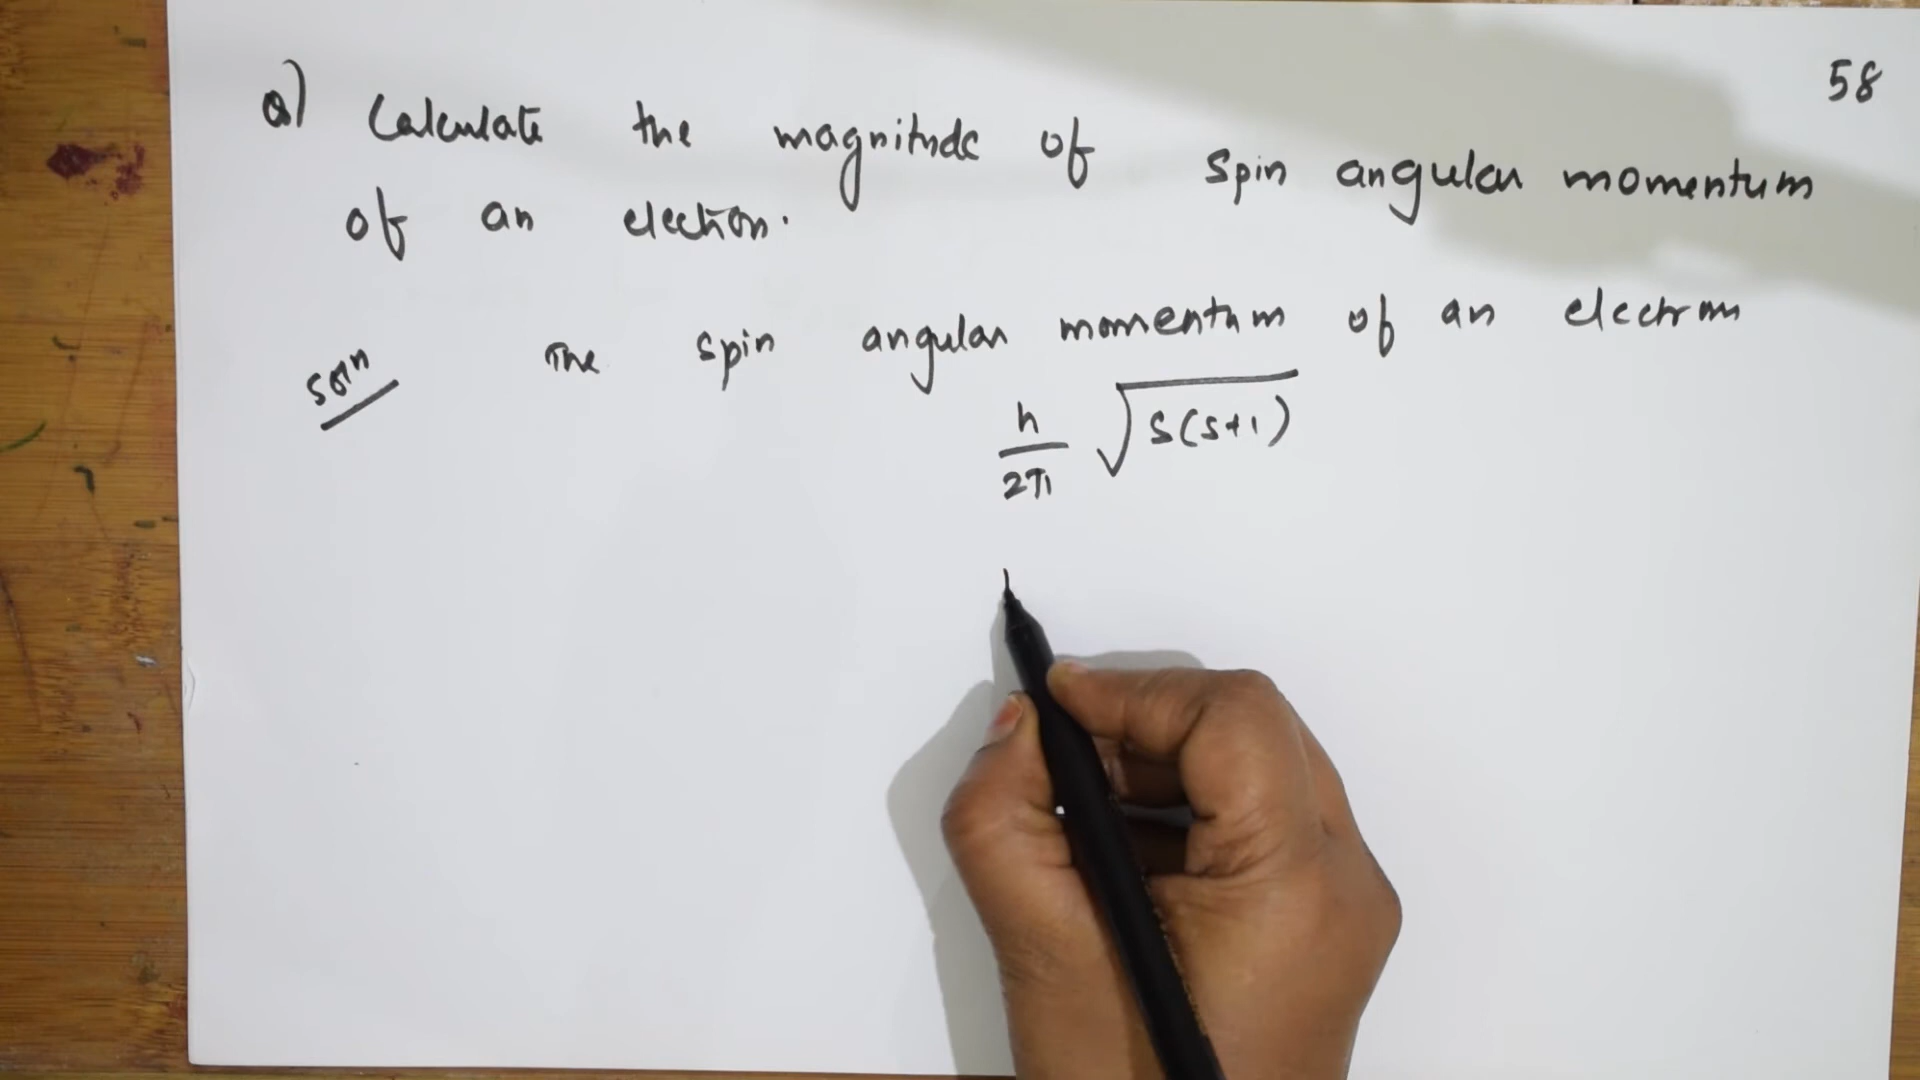 58
Q) Calculate the magnitude of spin angular momentum
of an electron.
Soln The spin angular momentum of an electron
h/2π √s(s+1)